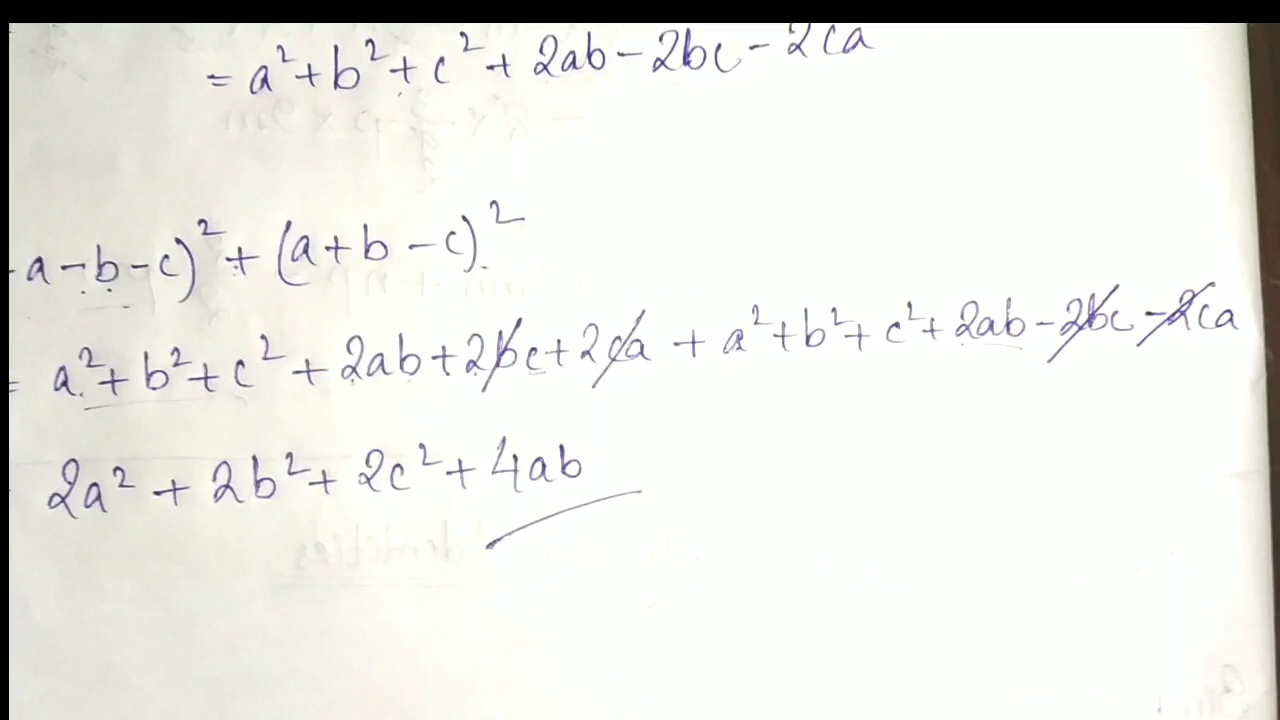 = a² + b² + c² + 2ab - 2bc - 2ca
- a - b - c)² + (a + b - c)²
= a² + b² + c² + 2ab + 2bc + 2ca + a² + b² + c² + 2ab - 2bc - 2ca
2a² + 2b² + 2c² + 4ab